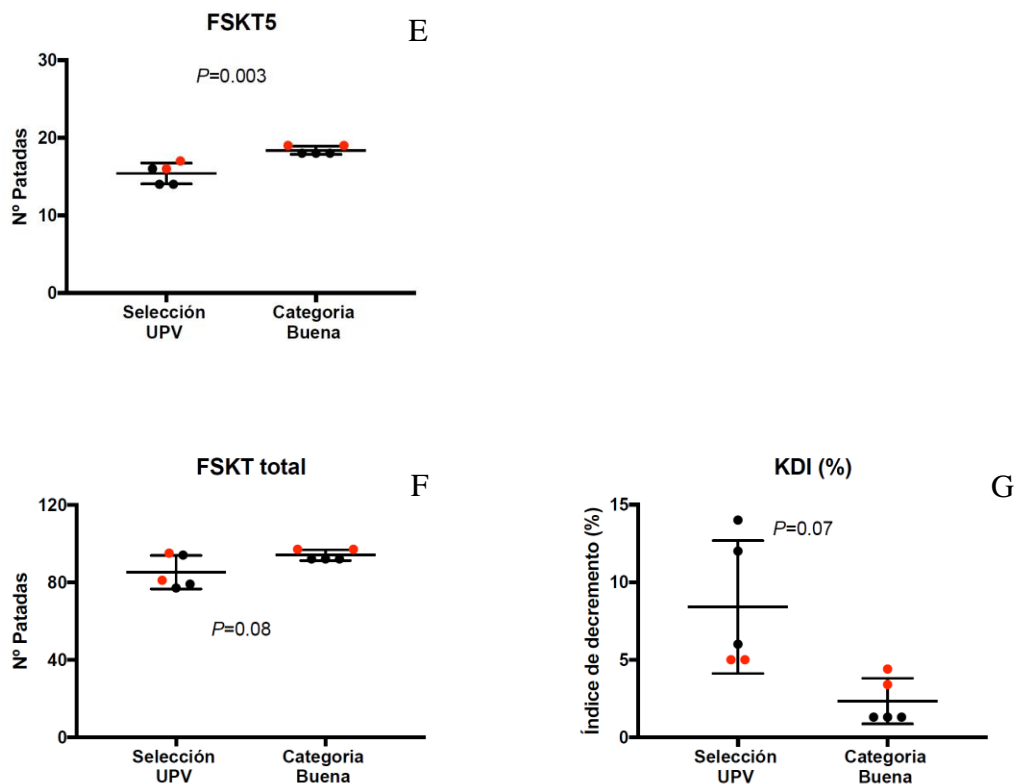 FSKT5
E
30
20
10
0
Nº Patadas
P=0.003
Selección
UPV
Categoria
Buena
FSKT total
F
120
80
40
0
Nº Patadas
P=0.08
Selección
UPV
Categoria
Buena
KDI (%)
G
15
10
5
0
Índice de decremento (%)
P=0.07
Selección
UPV
Categoria
Buena